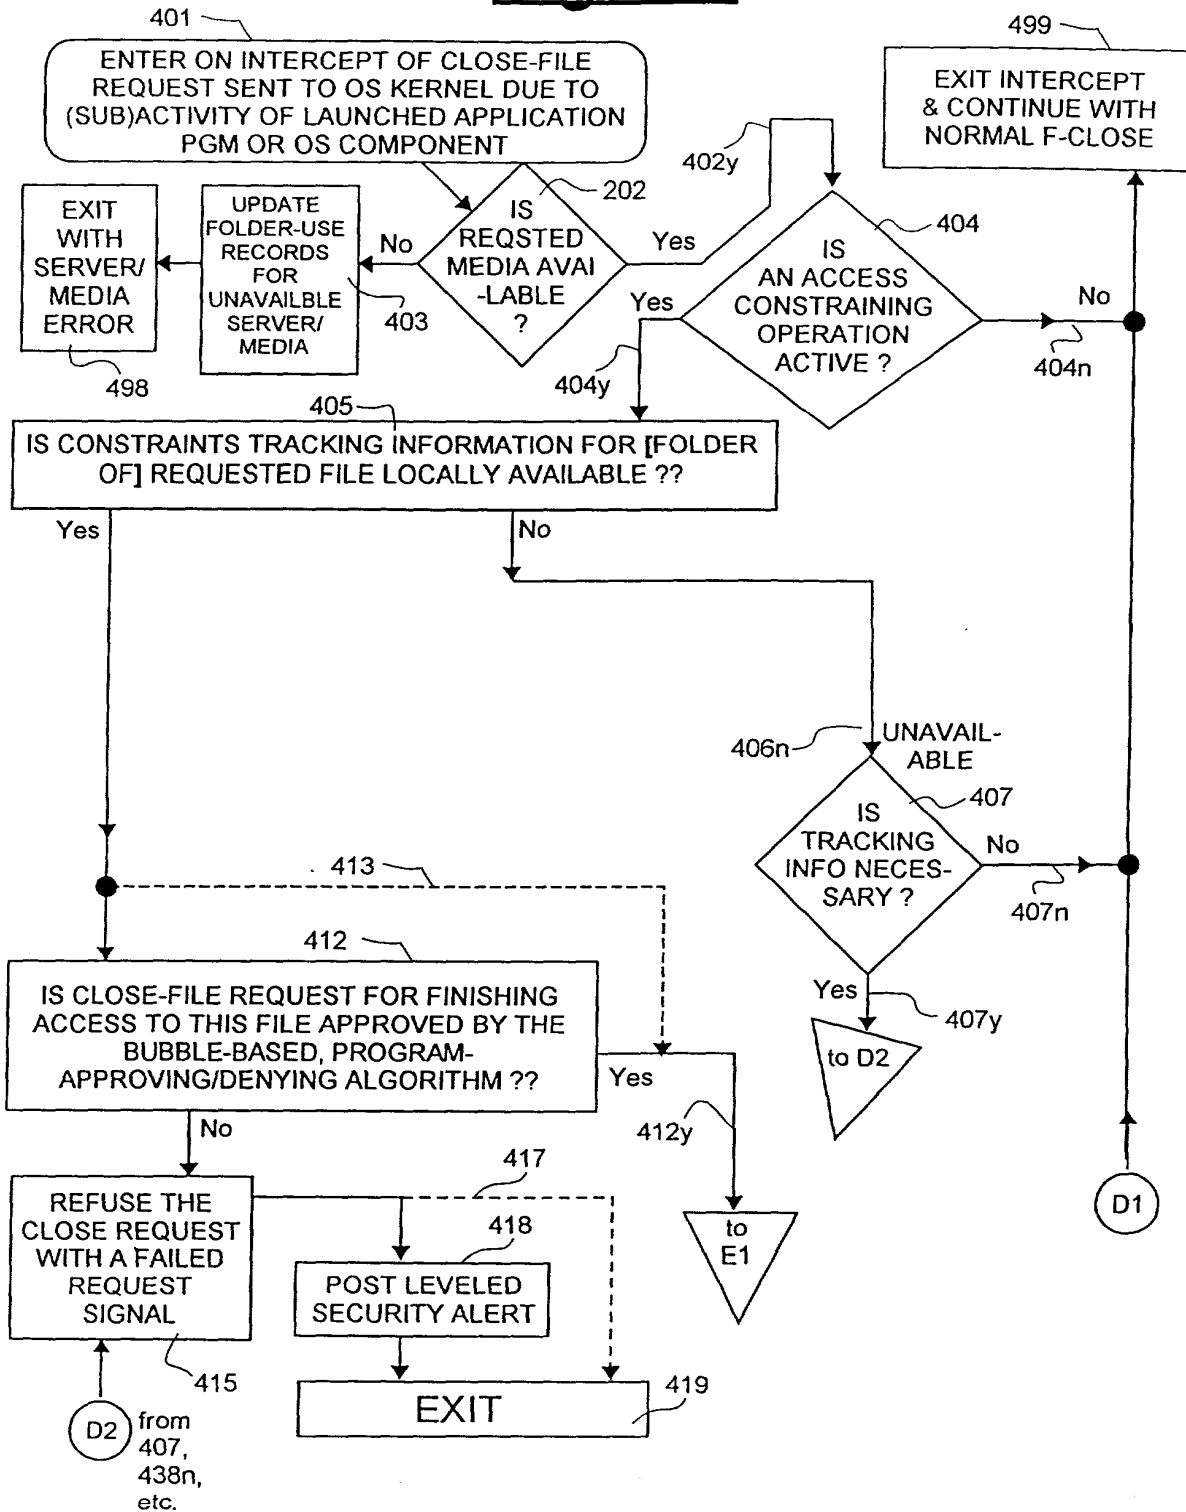 401
ENTER ON INTERCEPT OF CLOSE-FILE
REQUEST SENT TO OS KERNEL DUE TO
(SUB)ACTIVITY OF LAUNCHED APPLICATION
PGM OR OS COMPONENT
499
EXIT INTERCEPT
& CONTINUE WITH
NORMAL F-CLOSE
402y
202
IS
REQSTED
MEDIA AVAI
-LABLE
?
No
Yes
UPDATE
FOLDER-USE
RECORDS
FOR
UNAVAILBLE
SERVER/
MEDIA
403
EXIT
WITH
SERVER/
MEDIA
ERROR
498
404
IS
AN ACCESS
CONSTRAINING
OPERATION
ACTIVE ?
Yes
404y
No
404n
405
IS CONSTRAINTS TRACKING INFORMATION FOR [FOLDER
OF] REQUESTED FILE LOCALLY AVAILABLE ??
Yes
No
406n
UNAVAIL-
ABLE
407
IS
TRACKING
INFO NECES-
SARY ?
No
407n
Yes
407y
to D2
413
412
IS CLOSE-FILE REQUEST FOR FINISHING
ACCESS TO THIS FILE APPROVED BY THE
BUBBLE-BASED, PROGRAM-
APPROVING/DENYING ALGORITHM ??
Yes
412y
to
E1
No
REFUSE THE
CLOSE REQUEST
WITH A FAILED
REQUEST
SIGNAL
415
417
418
POST LEVELED
SECURITY ALERT
EXIT
419
D1
D2
from
407,
438n,
etc.